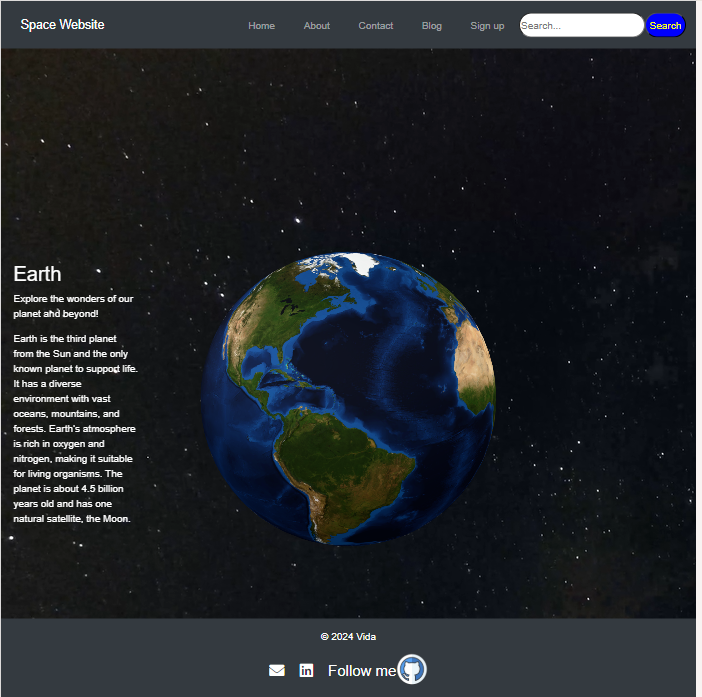 Space Website
Home
About
Contact
Blog
Sign up
Search...
Search
Earth
Explore the wonders of our
planet and beyond!
Earth is the third planet
from the Sun and the only
known planet to support life.
It has a diverse
environment with vast
oceans, mountains, and
forests. Earth's atmosphere
is rich in oxygen and
nitrogen, making it suitable
for living organisms. The
planet is about 4.5 billion
years old and has one
natural satellite, the Moon.
© 2024 Vida
in
Follow me